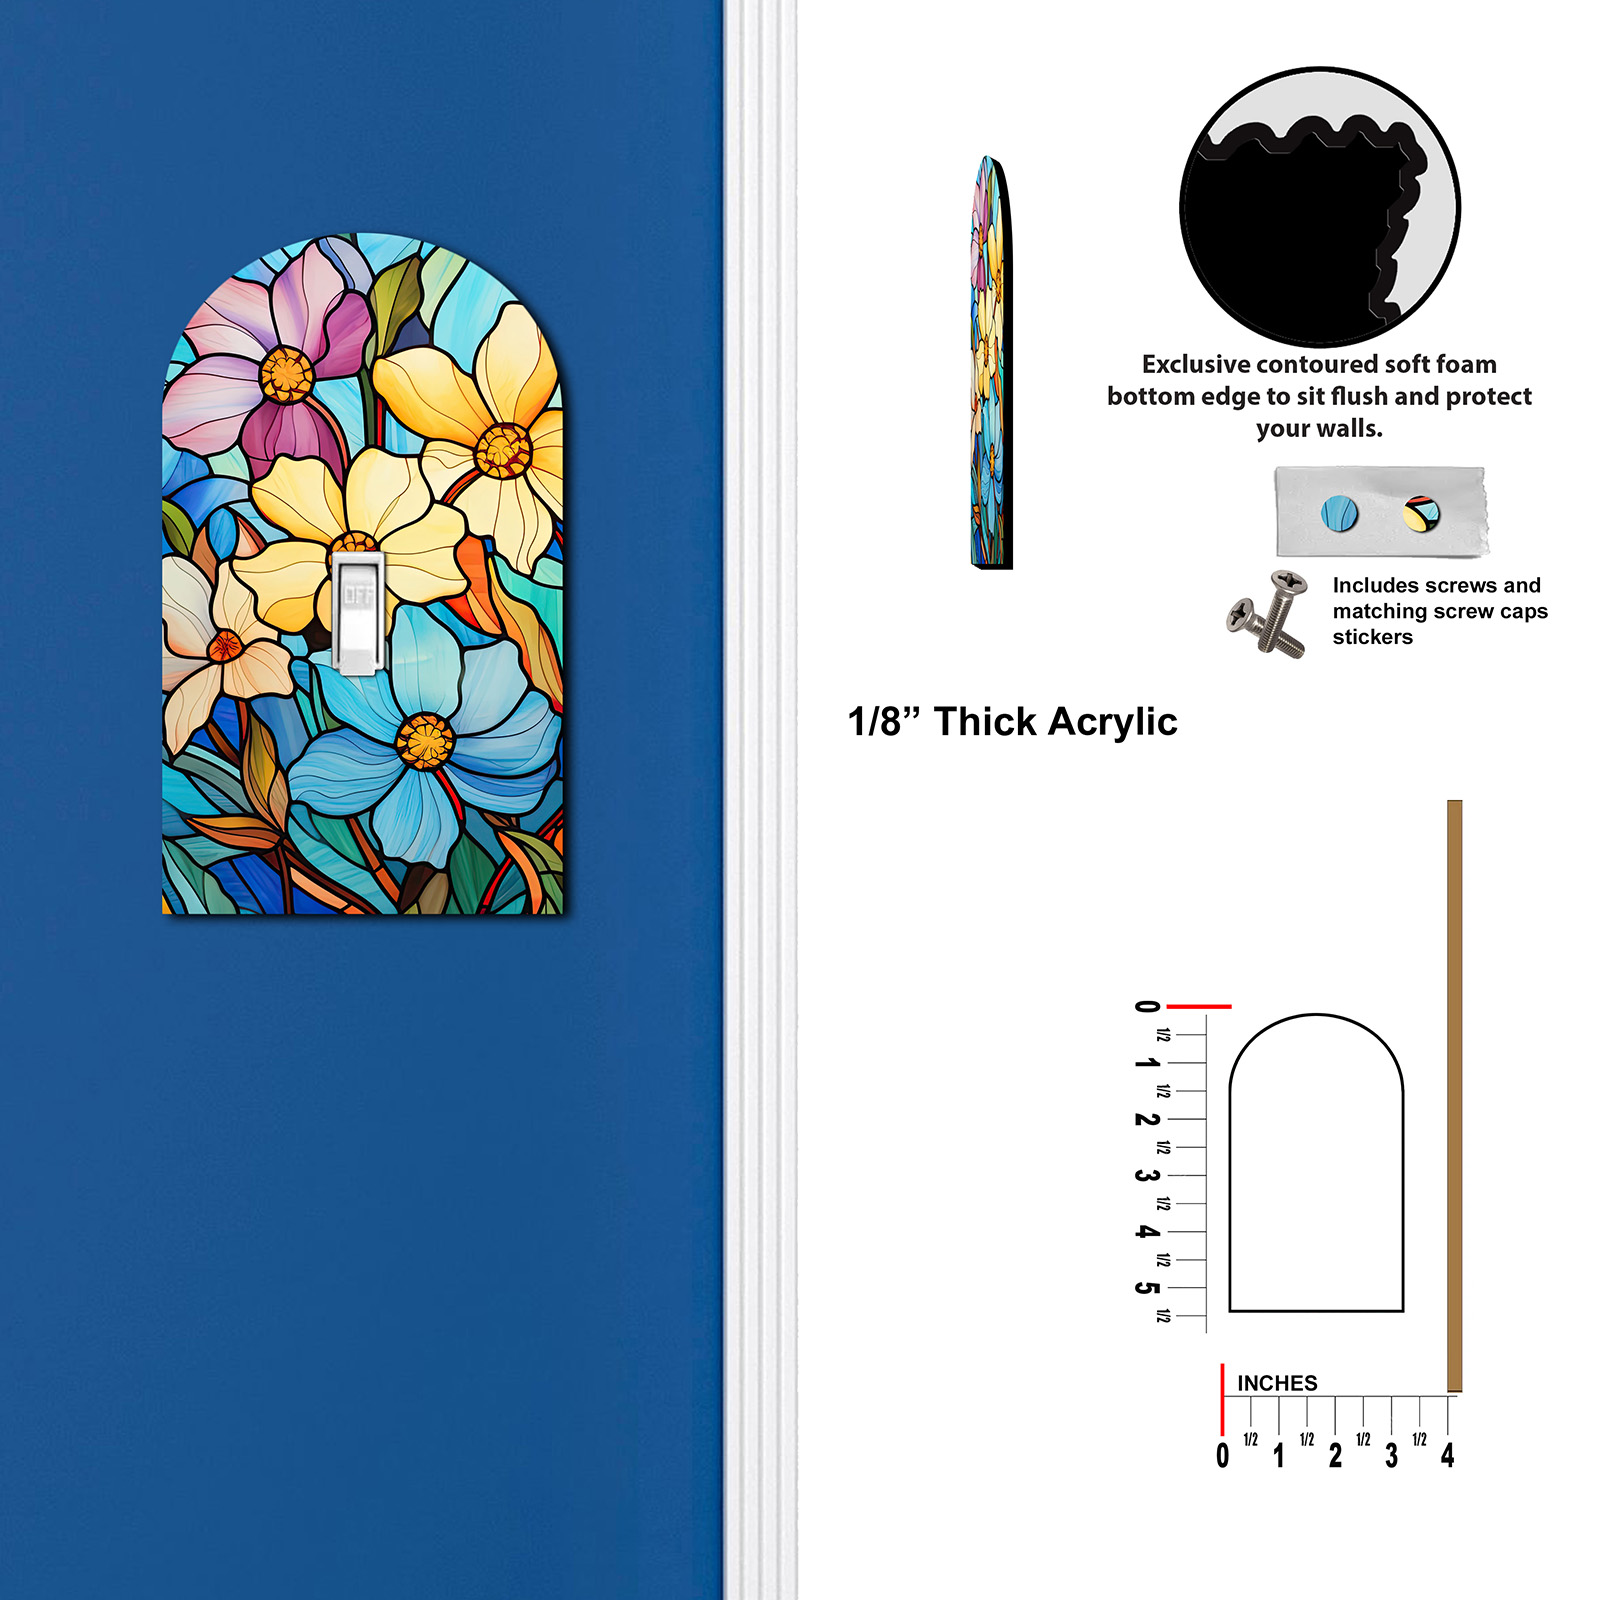 OFF
Exclusive contoured soft foam
bottom edge to sit flush and protect
your walls.
Includes screws and
matching screw caps
stickers
1/8” Thick Acrylic
0
1/2
1
1/2
2
1/2
3
1/2
4
1/2
5
1/2
INCHES
0 1/2 1 1/2 2 1/2 3 1/2 4